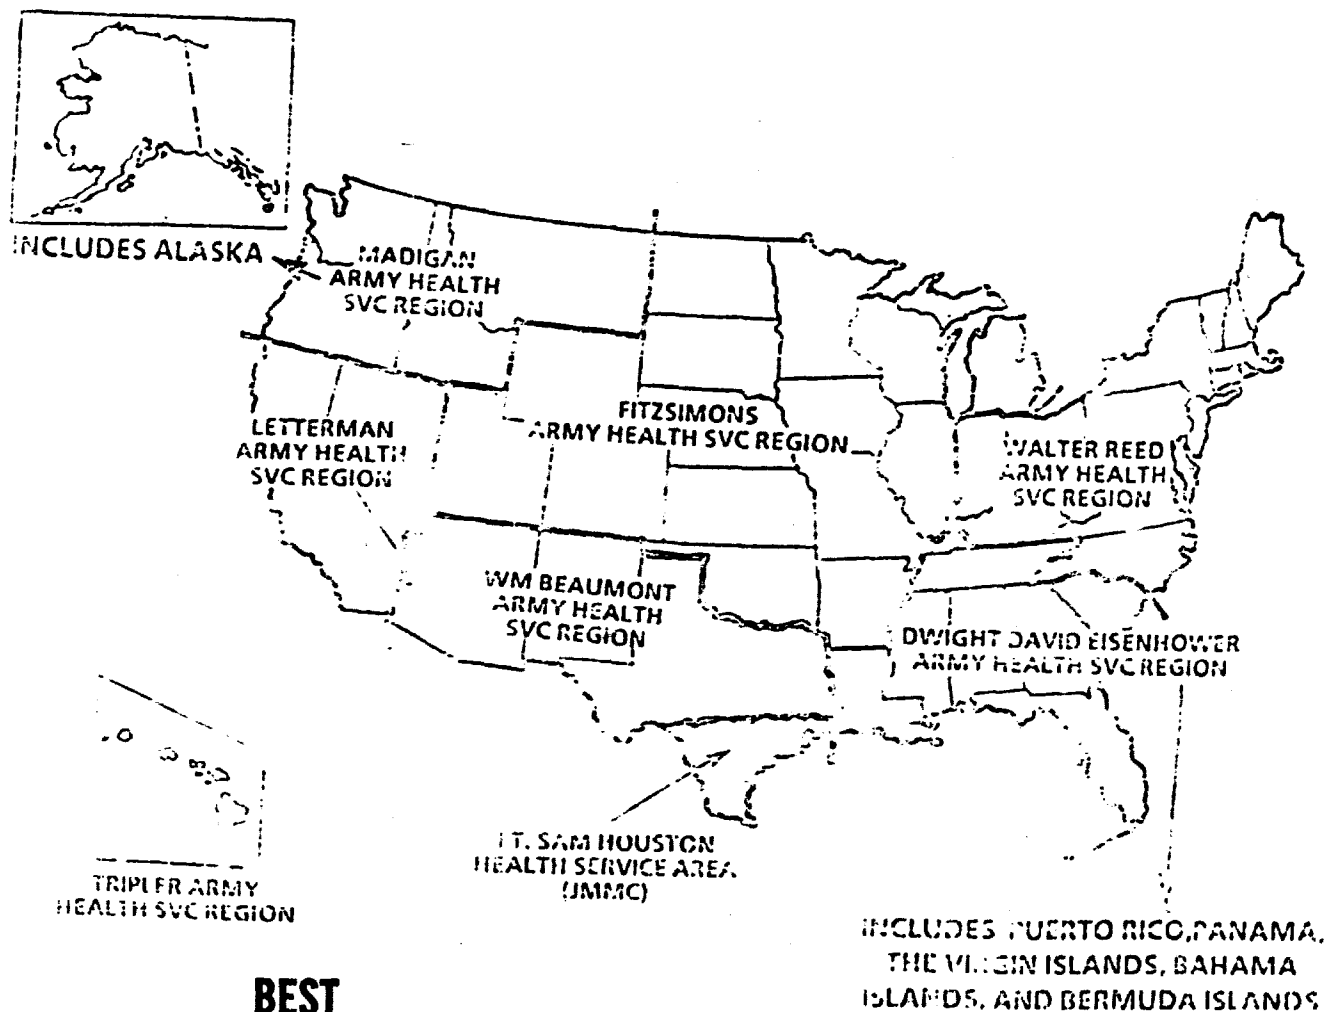 INCLUDES ALASKA
MADIGAN
ARMY HEALTH
SVC REGION
LETTERMAN
ARMY HEALTH
SVC REGION
FITZSIMONS
ARMY HEALTH SVC REGION
WALTER REED
ARMY HEALTH
SVC REGION
WM BEAUMONT
ARMY HEALTH
SVC REGION
DWIGHT DAVID EISENHOWER
ARMY HEALTH SVC REGION
FT. SAM HOUSTON
HEALTH SERVICE AREA
(JMMC)
TRIPLER ARMY
HEALTH SVC REGION
INCLUDES PUERTO RICO, PANAMA,
THE VIRGIN ISLANDS, BAHAMA
ISLANDS, AND BERMUDA ISLANDS
BEST